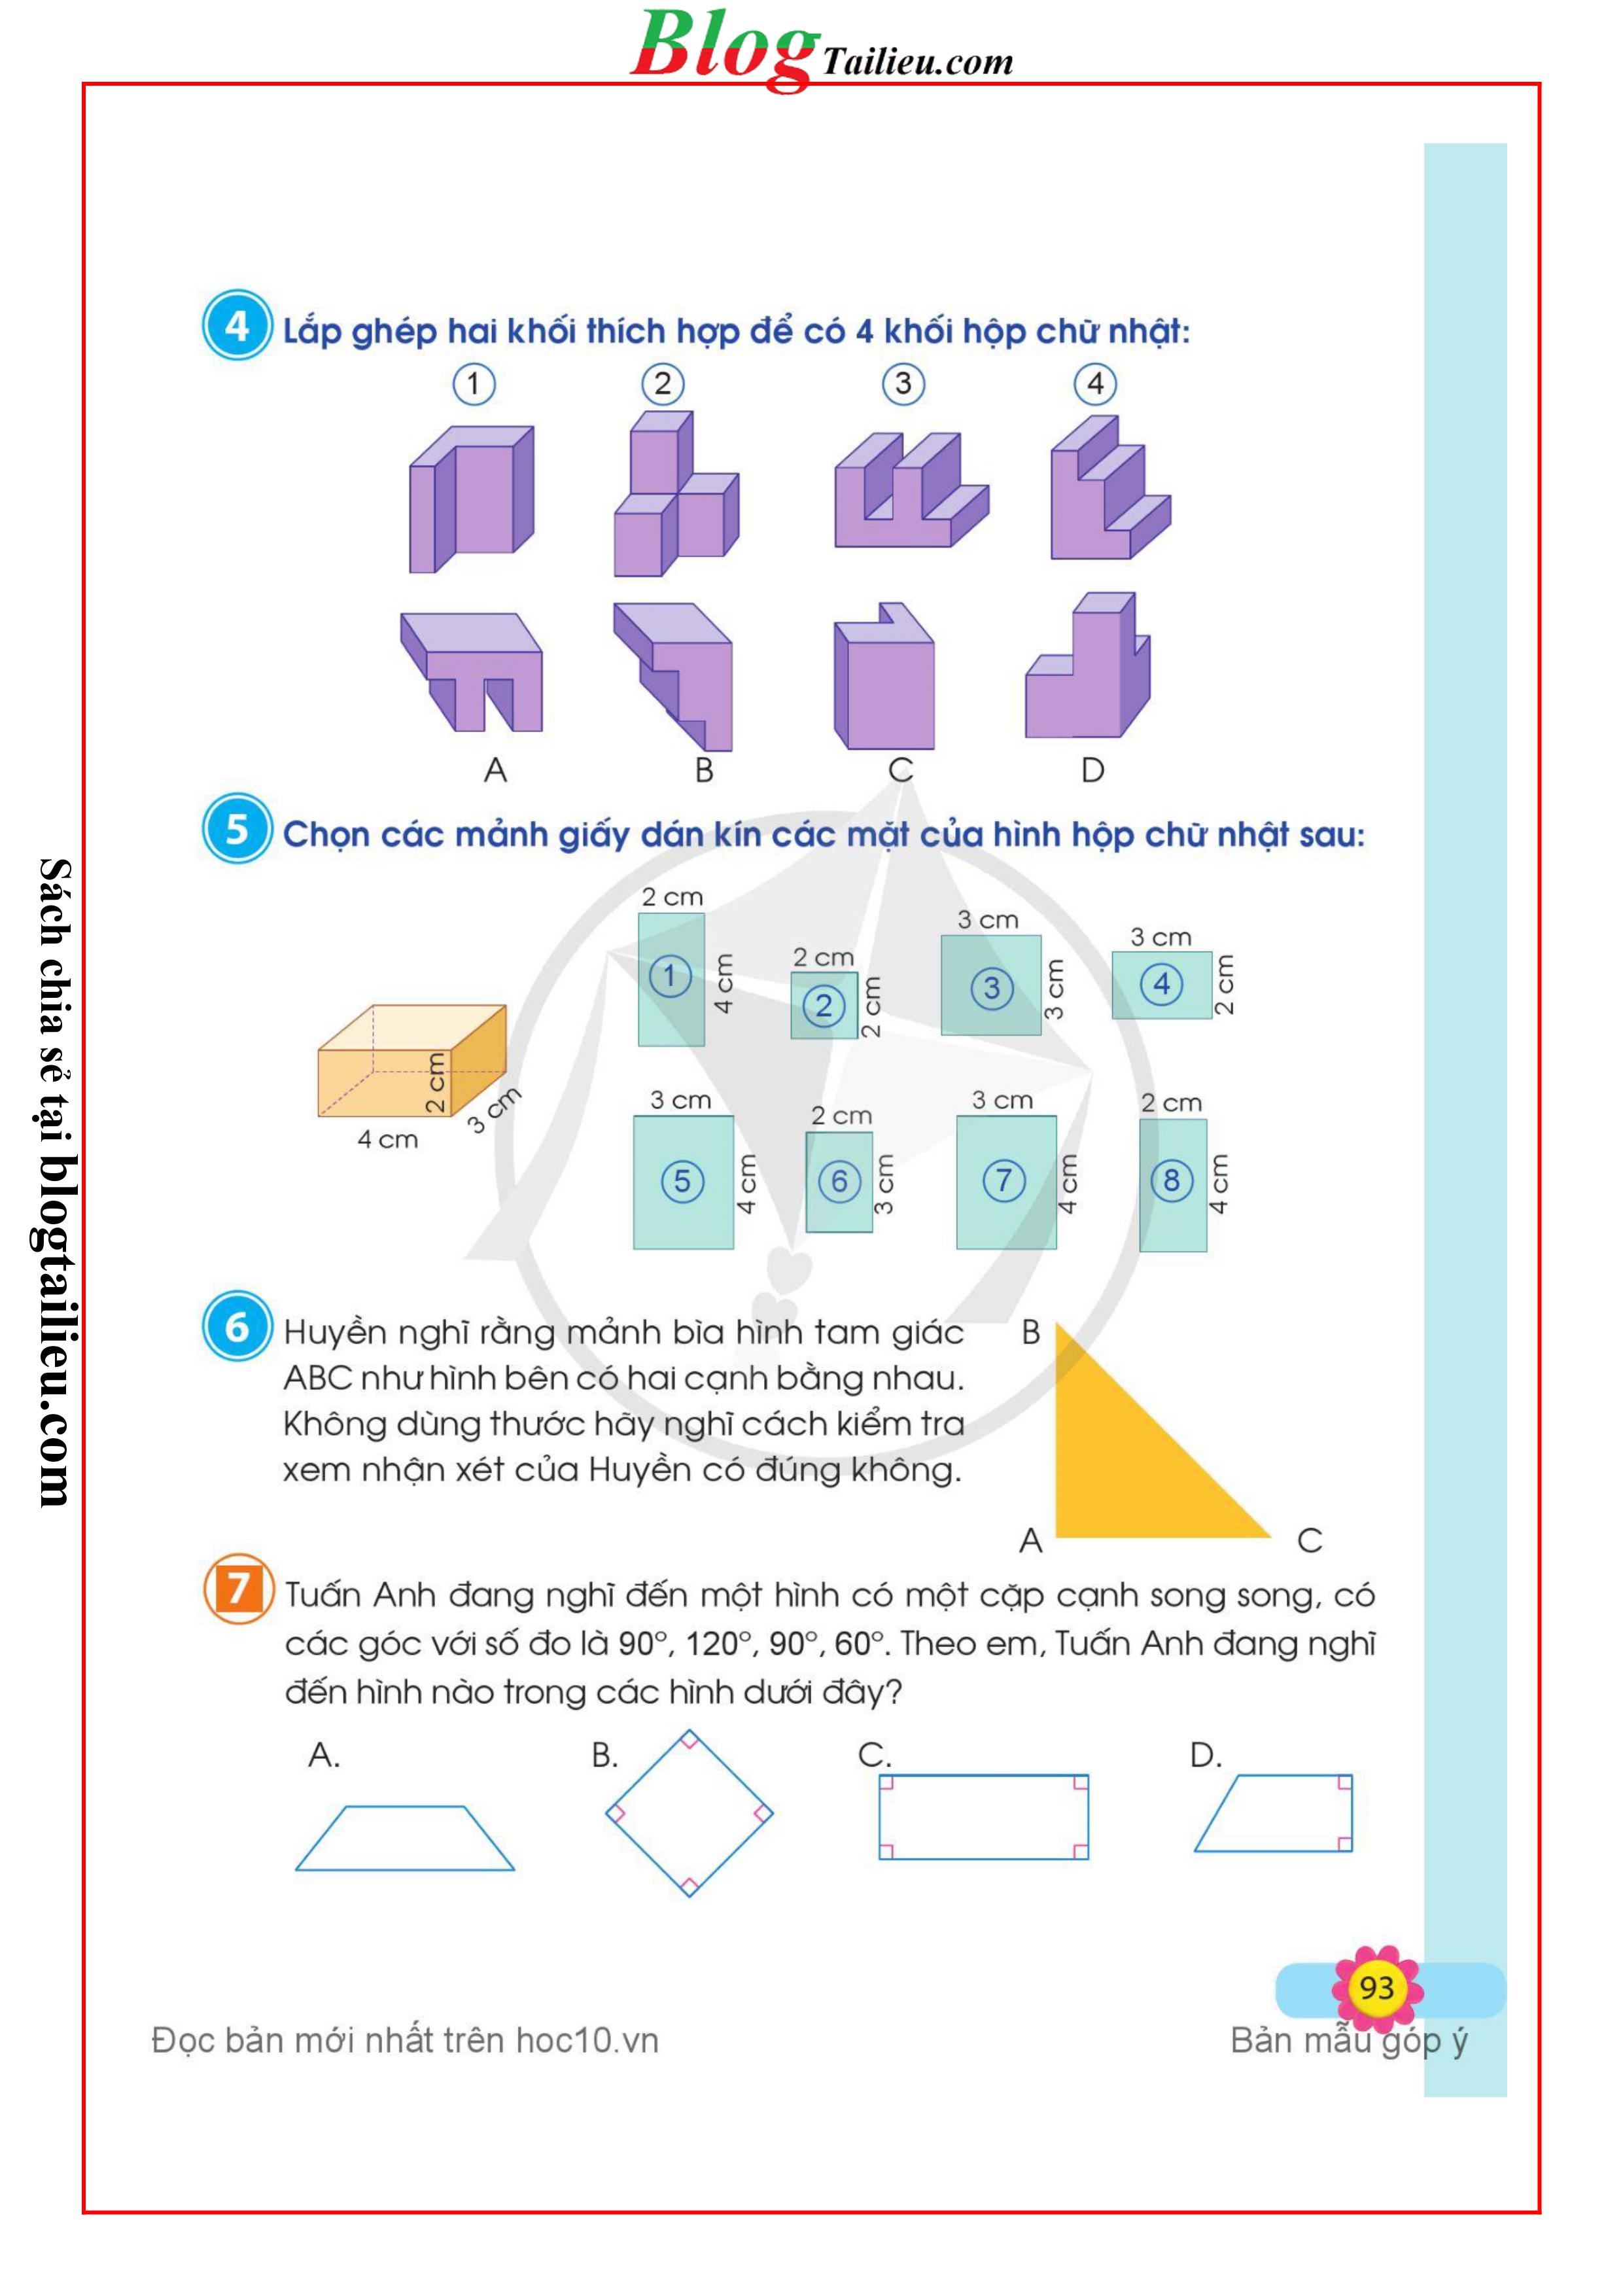 Blog Tailieu.com
4 Lắp ghép hai khối thích hợp để có 4 khối hộp chữ nhật:
1 2 3 4
A B C D
5 Chọn các mảnh giấy dán kín các mặt của hình hộp chữ nhật sau:
2 cm
4 cm
3 cm
1
2 cm
4 cm
2
2 cm
2 cm
3
3 cm
3 cm
4
3 cm
2 cm
5
3 cm
4 cm
6
2 cm
3 cm
7
3 cm
4 cm
8
2 cm
4 cm
6 Huyền nghĩ rằng mảnh bìa hình tam giác
ABC như hình bên có hai cạnh bằng nhau.
Không dùng thước hãy nghĩ cách kiểm tra
xem nhận xét của Huyền có đúng không.
B
A
C
7 Tuấn Anh đang nghĩ đến một hình có một cặp cạnh song song, có
các góc với số đo là 90°, 120°, 90°, 60°. Theo em, Tuấn Anh đang nghĩ
đến hình nào trong các hình dưới đây?
A. B. C. D.
93
Đọc bản mới nhất trên hoc10.vn
Bản mẫu góp ý
Sách chia sẻ tại blogtailieu.com